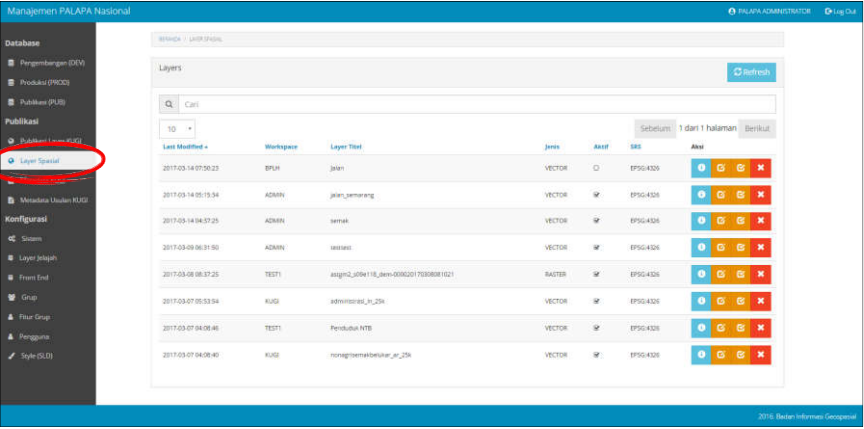 Manajemen PALAPA Nasional
PALAPA ADMINISTRATOR
Log Out
Database
Pengembangan (DEV)
Produksi (PROD)
Publikasi (PUB)
Publikasi
Publikasi Layer KUGI
Layer Spasial
Metadata Usulan KUGI
Konfigurasi
Sistem
Layer Jelajah
Front End
Grup
Fitur Grup
Pengguna
Style (SLD)
BERANDA / LAYER SPASIAL
Layers
Refresh
Cari
10
Sebelum 1 dari 1 halaman Berikut
Last Modified Workspace Layer Titel Jenis Aktif SRS Aksi
2017-03-14 07:50:23 BPLH Jalan VECTOR EPSG:4326
2017-03-14 05:15:34 ADMIN jalan_semarang VECTOR EPSG:4326
2017-03-14 04:37:25 ADMIN semak VECTOR EPSG:4326
2017-03-09 06:31:50 ADMIN testsest VECTOR EPSG:4326
2017-03-08 08:37:25 TEST1 RASTER EPSG:4326
2017-03-07 05:53:54 KUGI administrasi_ln_25k VECTOR EPSG:4326
2017-03-07 04:08:46 TEST1 Penduduk NTB VECTOR EPSG:4326
2017-03-07 04:08:40 KUGI nonagrisemakbelukar_ar_25k VECTOR EPSG:4326
2016. Badan Informasi Geospasial